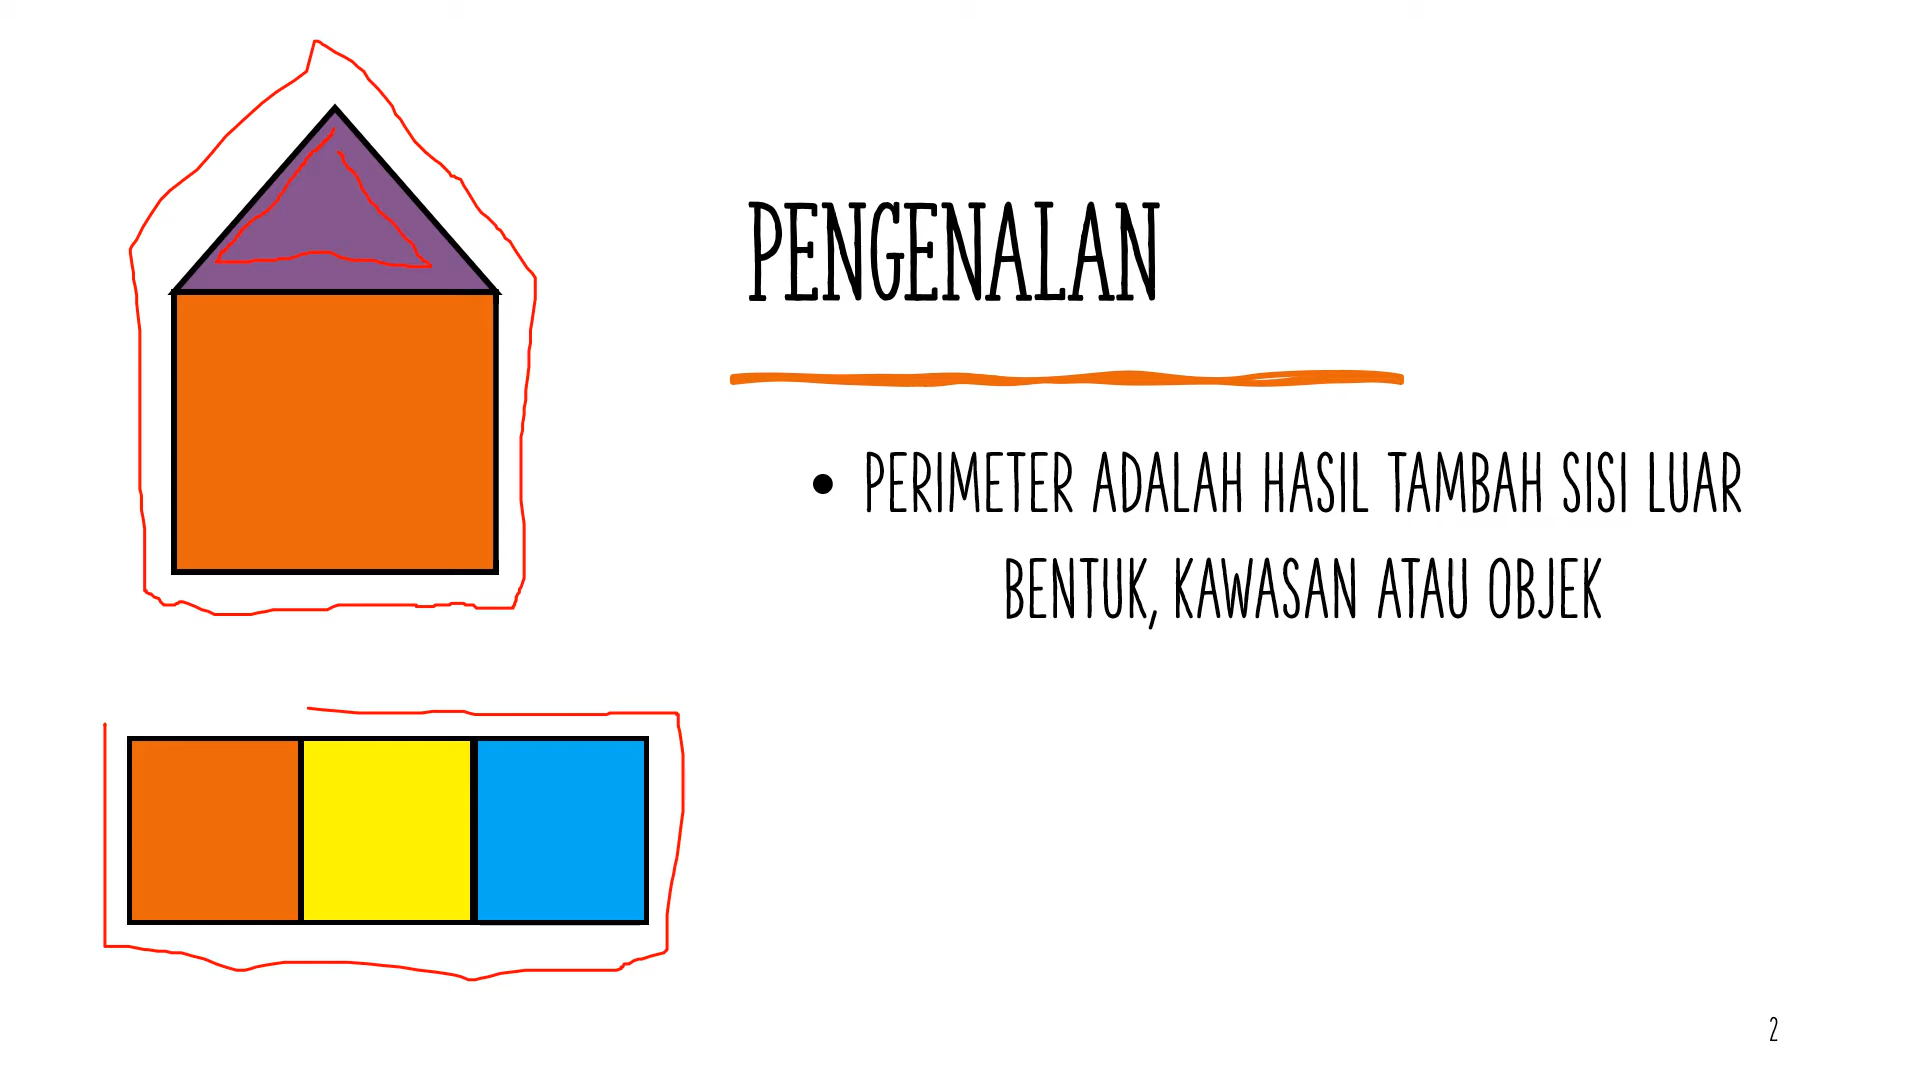 PENGENALAN
• PERIMETER ADALAH HASIL TAMBAH SISI LUAR
BENTUK, KAWASAN ATAU OBJEK
2